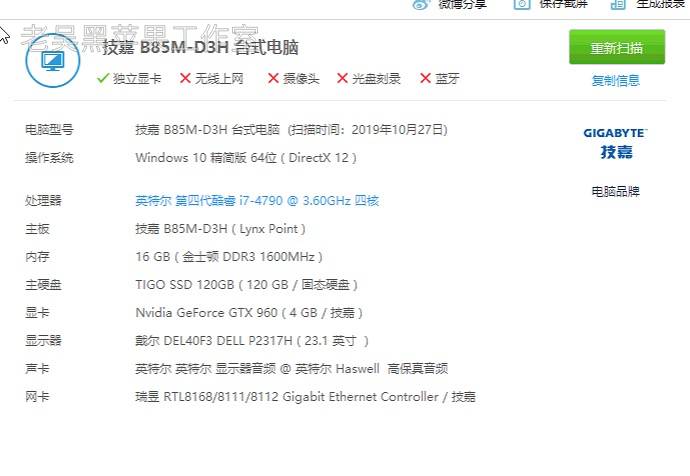 微博分享 保存截屏 生成报表
老吴黑苹果工作室
技嘉 B85M-D3H 台式电脑
重新扫描
独立显卡 无线上网 摄像头 光盘刻录 蓝牙
复制信息
电脑型号 技嘉 B85M-D3H 台式电脑 (扫描时间：2019年10月27日)
操作系统 Windows 10 精简版 64位 ( DirectX 12 )
GIGABYTE™
技嘉
电脑品牌
处理器 英特尔 第四代酷睿 i7-4790 @ 3.60GHz 四核
主板 技嘉 B85M-D3H ( Lynx Point )
内存 16 GB ( 金士顿 DDR3 1600MHz )
主硬盘 TIGO SSD 120GB ( 120 GB / 固态硬盘 )
显卡 Nvidia GeForce GTX 960 ( 4 GB / 技嘉 )
显示器 戴尔 DEL40F3 DELL P2317H ( 23.1 英寸 )
声卡 英特尔 英特尔 显示器音频 @ 英特尔 Haswell 高保真音频
网卡 瑞昱 RTL8168/8111/8112 Gigabit Ethernet Controller / 技嘉